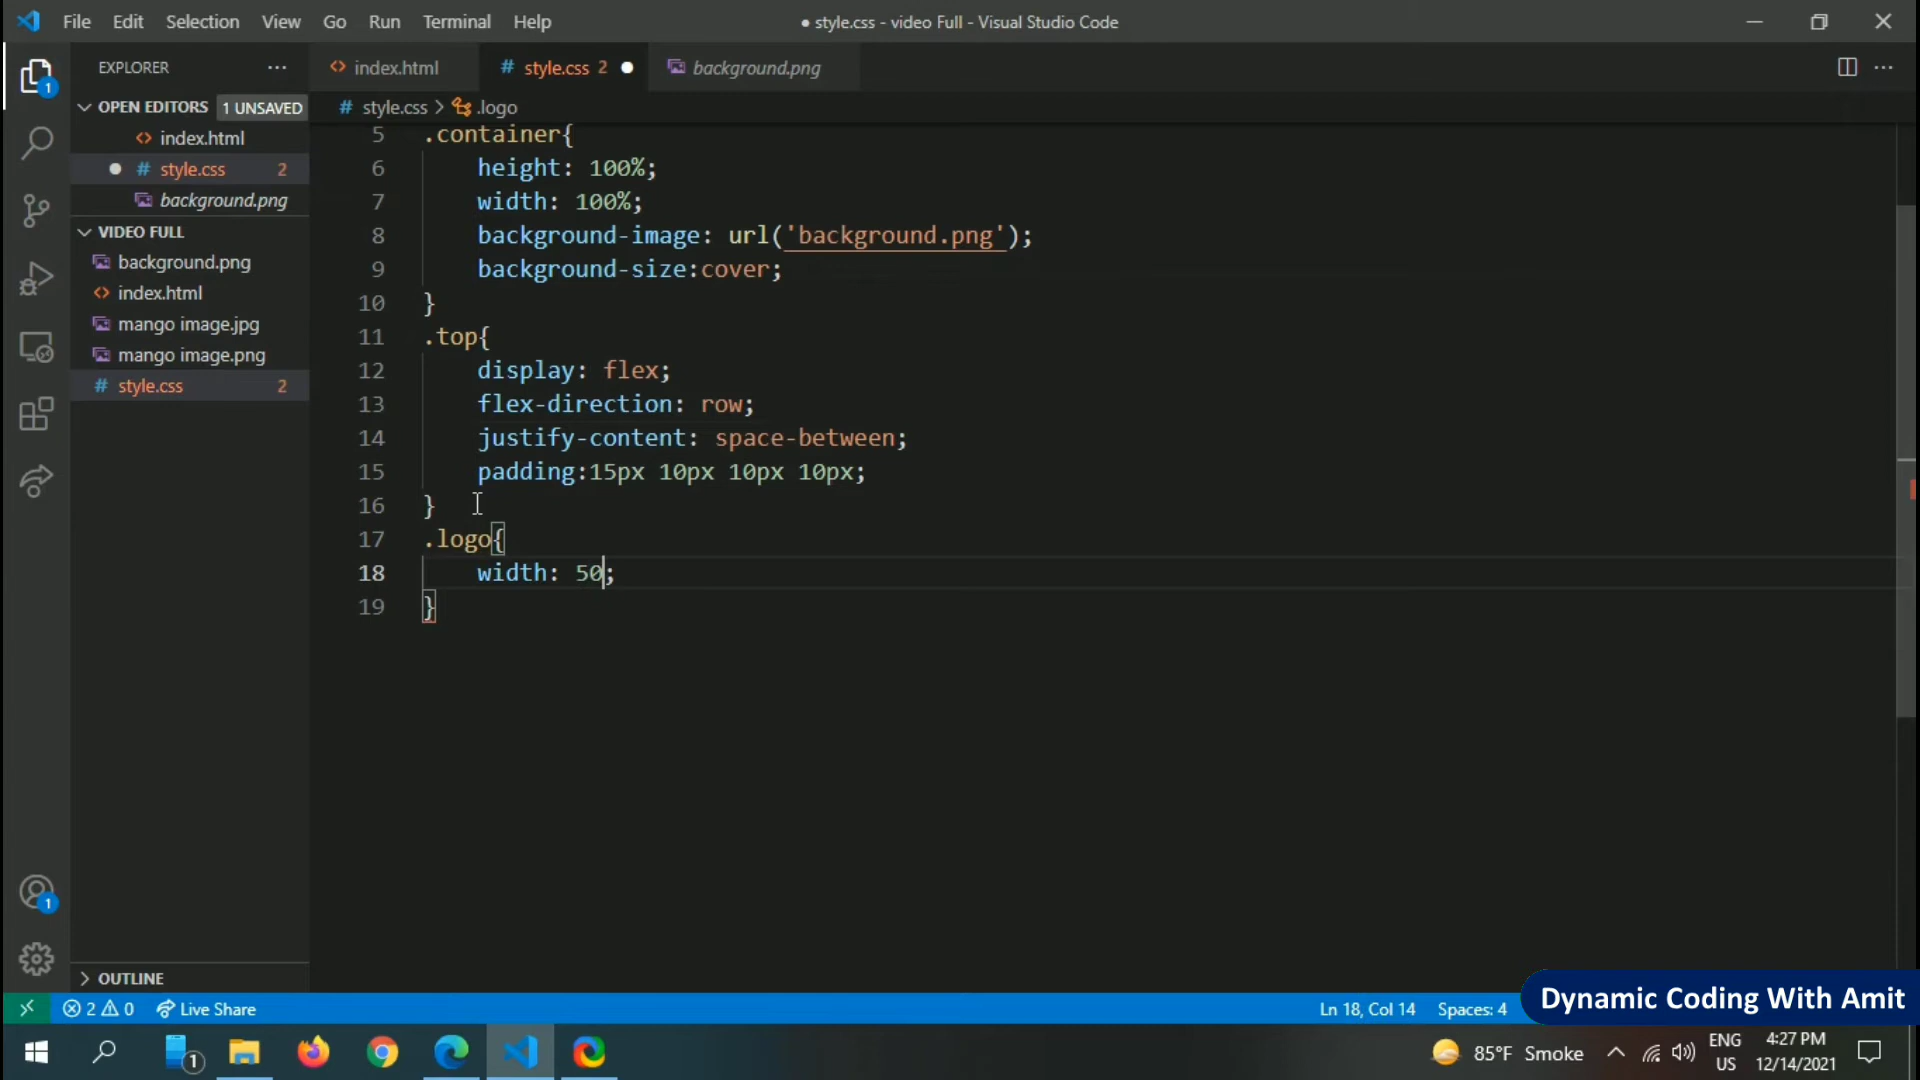 File Edit Selection View Go Run Terminal Help
● style.css - video Full - Visual Studio Code
EXPLORER ···
index.html
# style.css 2 ●
background.png
OPEN EDITORS 1 UNSAVED
index.html
● # style.css 2
background.png
VIDEO FULL
background.png
index.html
mango image.jpg
mango image.png
# style.css 2
OUTLINE
# style.css > .logo
5 .container{
6 height: 100%;
7 width: 100%;
8 background-image: url('background.png');
9 background-size:cover;
10 }
11 .top{
12 display: flex;
13 flex-direction: row;
14 justify-content: space-between;
15 padding:15px 10px 10px 10px;
16 }
17 .logo{
18 width: 50;
19 }
1
1
2 0 Live Share
Ln 18, Col 14 Spaces: 4
Dynamic Coding With Amit
1
85°F Smoke
ENG
US
4:27 PM
12/14/2021